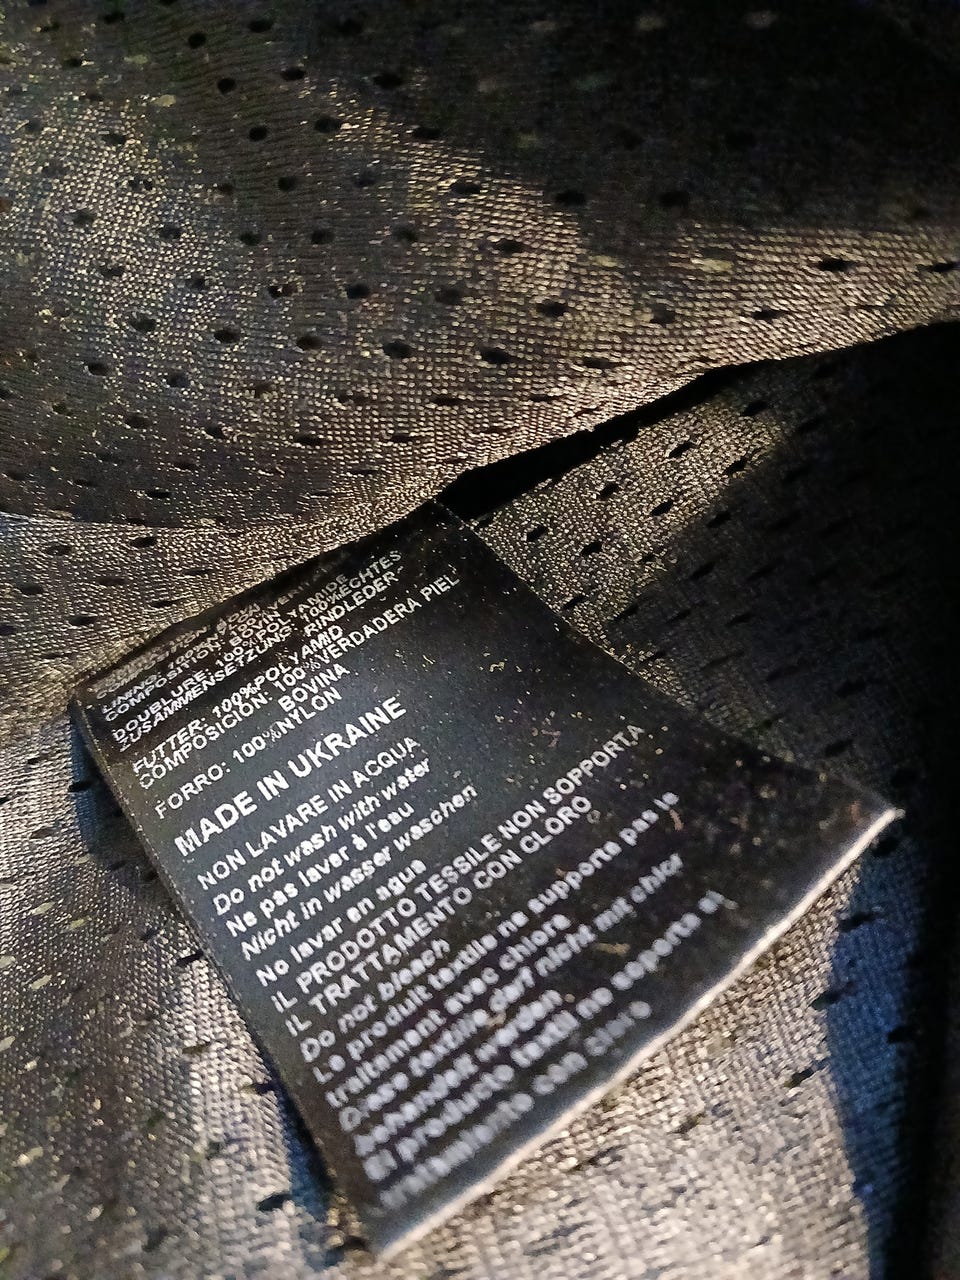 LINING: 100%
COMPOSITION: 100%
DOUBLURE: 100%POLYAMIDE
ZUSAMMENSETZUNG: 100%ECHTES
RINDLEDER
FUTTER: 100%POLYAMID
COMPOSICIÓN: 100%VERDADERA PIEL
BOVINA
FORRO: 100%NYLON
MADE IN UKRAINE
NON LAVARE IN ACQUA
Do not wash with water
Ne pas laver à l'eau
Nicht in wasser waschen
No lavar en agua
IL PRODOTTO TESSILE NON SOPPORTA
IL TRATTAMENTO CON CLORO
Do not bleach
Le produit textile ne supporte pas le
traitement avec chlore
Diese textilie darf nicht mit chlor
behandelt werden
El producto textil no soporta el
tratamiento con cloro